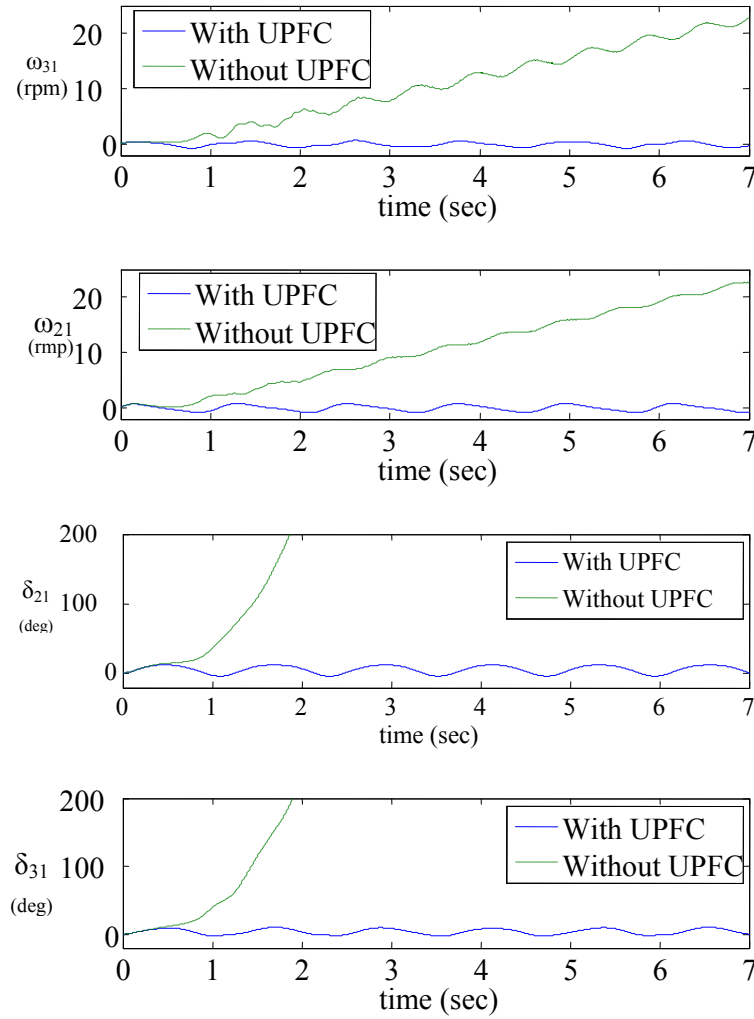 20
With UPFC
ω31
Without UPFC
(rpm)
10
0
0 1 2 3 4 5 6 7
time (sec)
With UPFC
20
ω21
Without UPFC
(rmp)
10
0
0 1 2 3 4 5 6 7
time (sec)
200
With UPFC
δ21
100
Without UPFC
(deg)
0
0 1 2 3 4 5 6 7
time (sec)
200
With UPFC
δ31
100
Without UPFC
(deg)
0
0 1 2 3 4 5 6 7
time (sec)